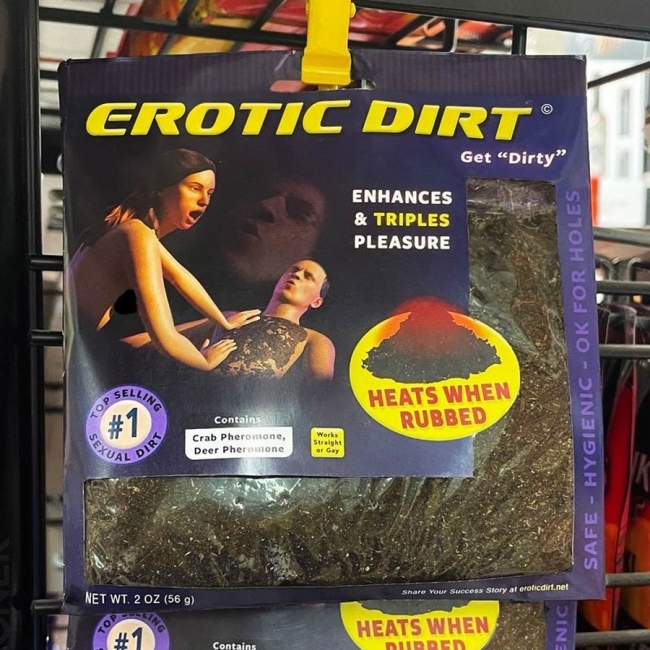 EROTIC DIRT ©
Get "Dirty"
ENHANCES
& TRIPLES
PLEASURE
HEATS WHEN
RUBBED
TOP SELLING
#1
SEXUAL DIRT
Contains
Crab Pheromone,
Deer Pheromone
Works
Straight
or Gay
SAFE - HYGIENIC - OK FOR HOLES
NET WT. 2 OZ (56 g)
Share Your Success Story at eroticdirt.net
TOP SELLING
#1
Contains
HEATS WHEN
RUBBED